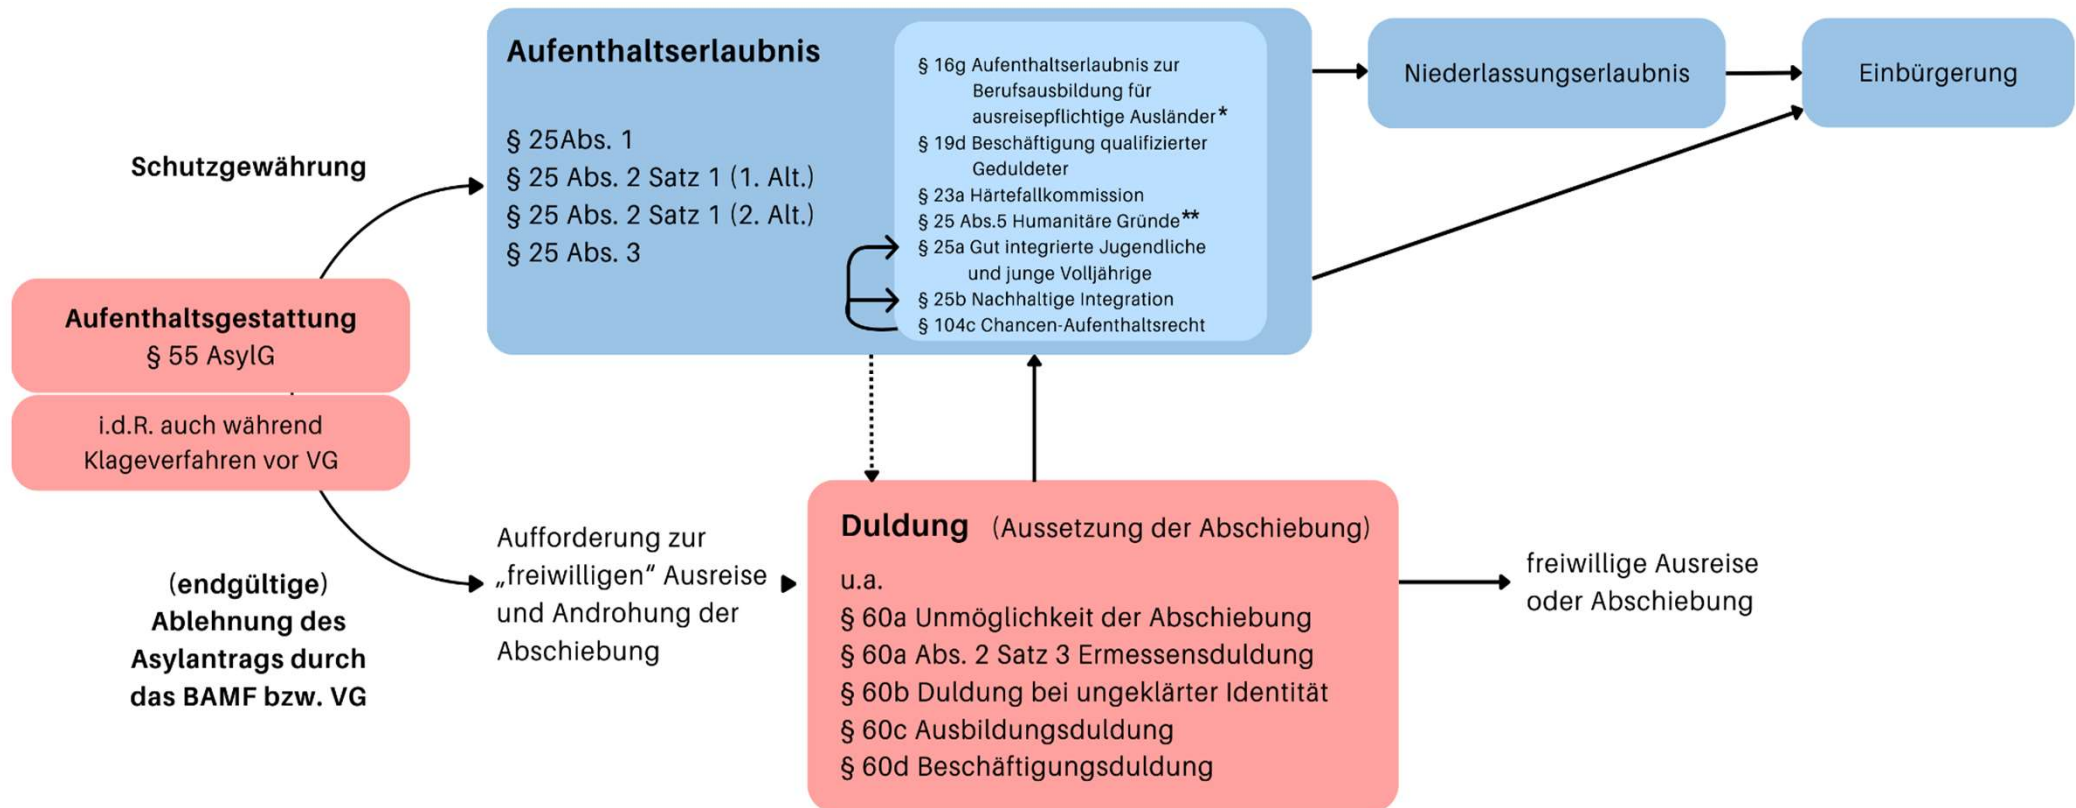 Aufenthaltserlaubnis
§ 25Abs. 1
§ 25 Abs. 2 Satz 1 (1. Alt.)
§ 25 Abs. 2 Satz 1 (2. Alt.)
§ 25 Abs. 3
§ 16g Aufenthaltserlaubnis zur
Berufsausbildung für
ausreisepflichtige Ausländer*
§ 19d Beschäftigung qualifizierter
Geduldeter
§ 23a Härtefallkommission
§ 25 Abs.5 Humanitäre Gründe**
§ 25a Gut integrierte Jugendliche
und junge Volljährige
§ 25b Nachhaltige Integration
§ 104c Chancen-Aufenthaltsrecht
Niederlassungserlaubnis
Einbürgerung
Schutzgewährung
Aufenthaltsgestattung
§ 55 AsylG
i.d.R. auch während
Klageverfahren vor VG
(endgültige)
Ablehnung des
Asylantrags durch
das BAMF bzw. VG
Aufforderung zur
„freiwilligen“ Ausreise
und Androhung der
Abschiebung
Duldung (Aussetzung der Abschiebung)
u.a.
§ 60a Unmöglichkeit der Abschiebung
§ 60a Abs. 2 Satz 3 Ermessensduldung
§ 60b Duldung bei ungeklärter Identität
§ 60c Ausbildungsduldung
§ 60d Beschäftigungsduldung
freiwillige Ausreise
oder Abschiebung